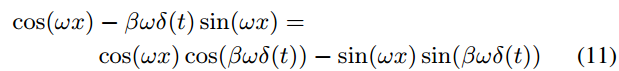 cos(ωx) − βωδ(t) sin(ωx) =
cos(ωx) cos(βωδ(t)) − sin(ωx) sin(βωδ(t)) (11)